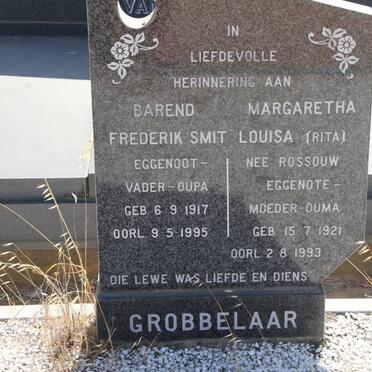 VA
IN
LIEFDEVOLLE
HERINNERING AAN
BAREND MARGARETHA
FREDERIK SMIT LOUISA (RITA)
EGGENOOT- NEE ROSSOUW
VADER-OUPA EGGENOTE-
GEB 6·9·1917 MOEDER-OUMA
OORL. 9·5·1995 GEB. 15·7·1921
OORL 2·8·1993
DIE LEWE WAS LIEFDE EN DIENS
GROBBELAAR